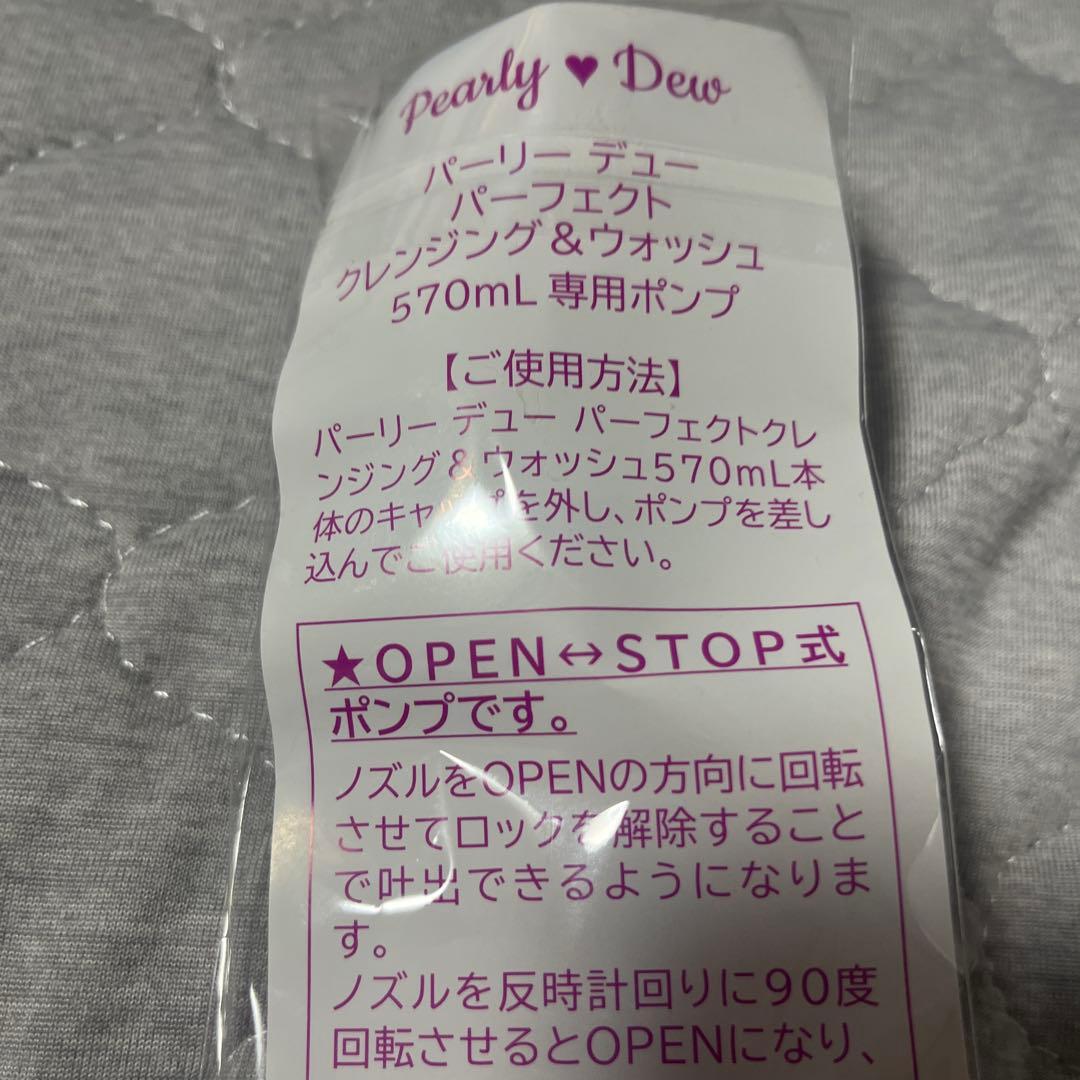 Pearly ♥ Dew
パーリー デュー
パーフェクト
クレンジング＆ウォッシュ
570mL 専用ポンプ
【ご使用方法】
パーリー デュー パーフェクトクレ
ンジング＆ ウォッシュ570mL本
体のキャップを外し、ポンプを差し
込んでご使用ください。
★OPEN↔STOP式
ポンプです。
ノズルをOPENの方向に回転
させてロックを解除すること
で吐出できるようになりま
す。
ノズルを反時計回りに90度
回転させるとOPENになり、